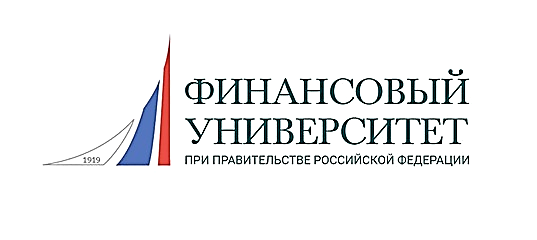 ФИНАНСОВЫЙ
УНИВЕРСИТЕТ
ПРИ ПРАВИТЕЛЬСТВЕ РОССИЙСКОЙ ФЕДЕРАЦИИ
1919